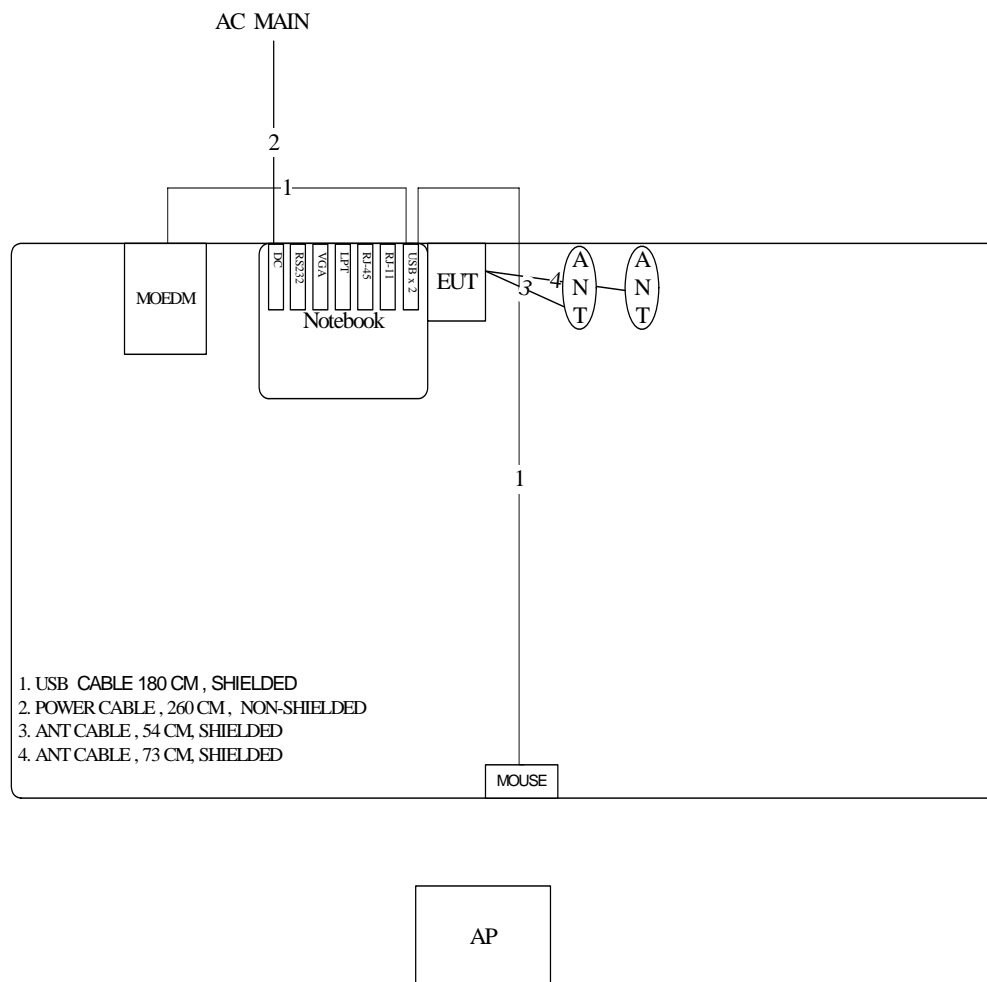 AC MAIN
2
1
DC
RS232
VGA
LPT
RJ-45
RJ-11
USB x 2
MOEDM
Notebook
EUT
3
4
ANT
ANT
1
1. USB CABLE 180 CM , SHIELDED
2. POWER CABLE , 260 CM , NON-SHIELDED
3. ANT CABLE , 54 CM, SHIELDED
4. ANT CABLE , 73 CM, SHIELDED
MOUSE
AP